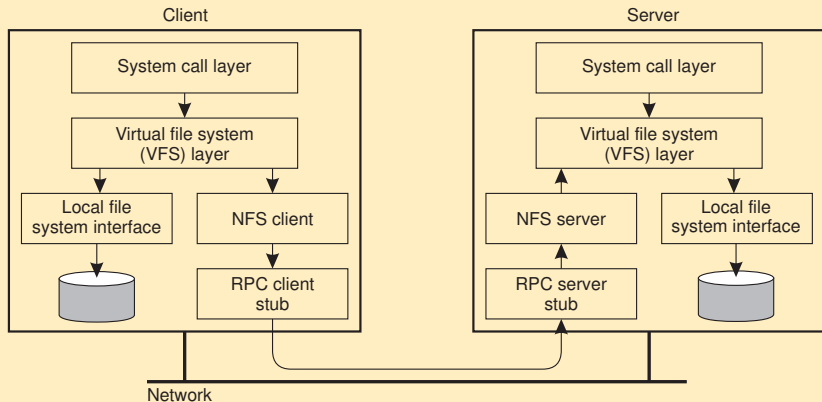 Client
System call layer
Virtual file system
(VFS) layer
Local file
system interface
NFS client
RPC client
stub
Server
System call layer
Virtual file system
(VFS) layer
NFS server
Local file
system interface
RPC server
stub
Network